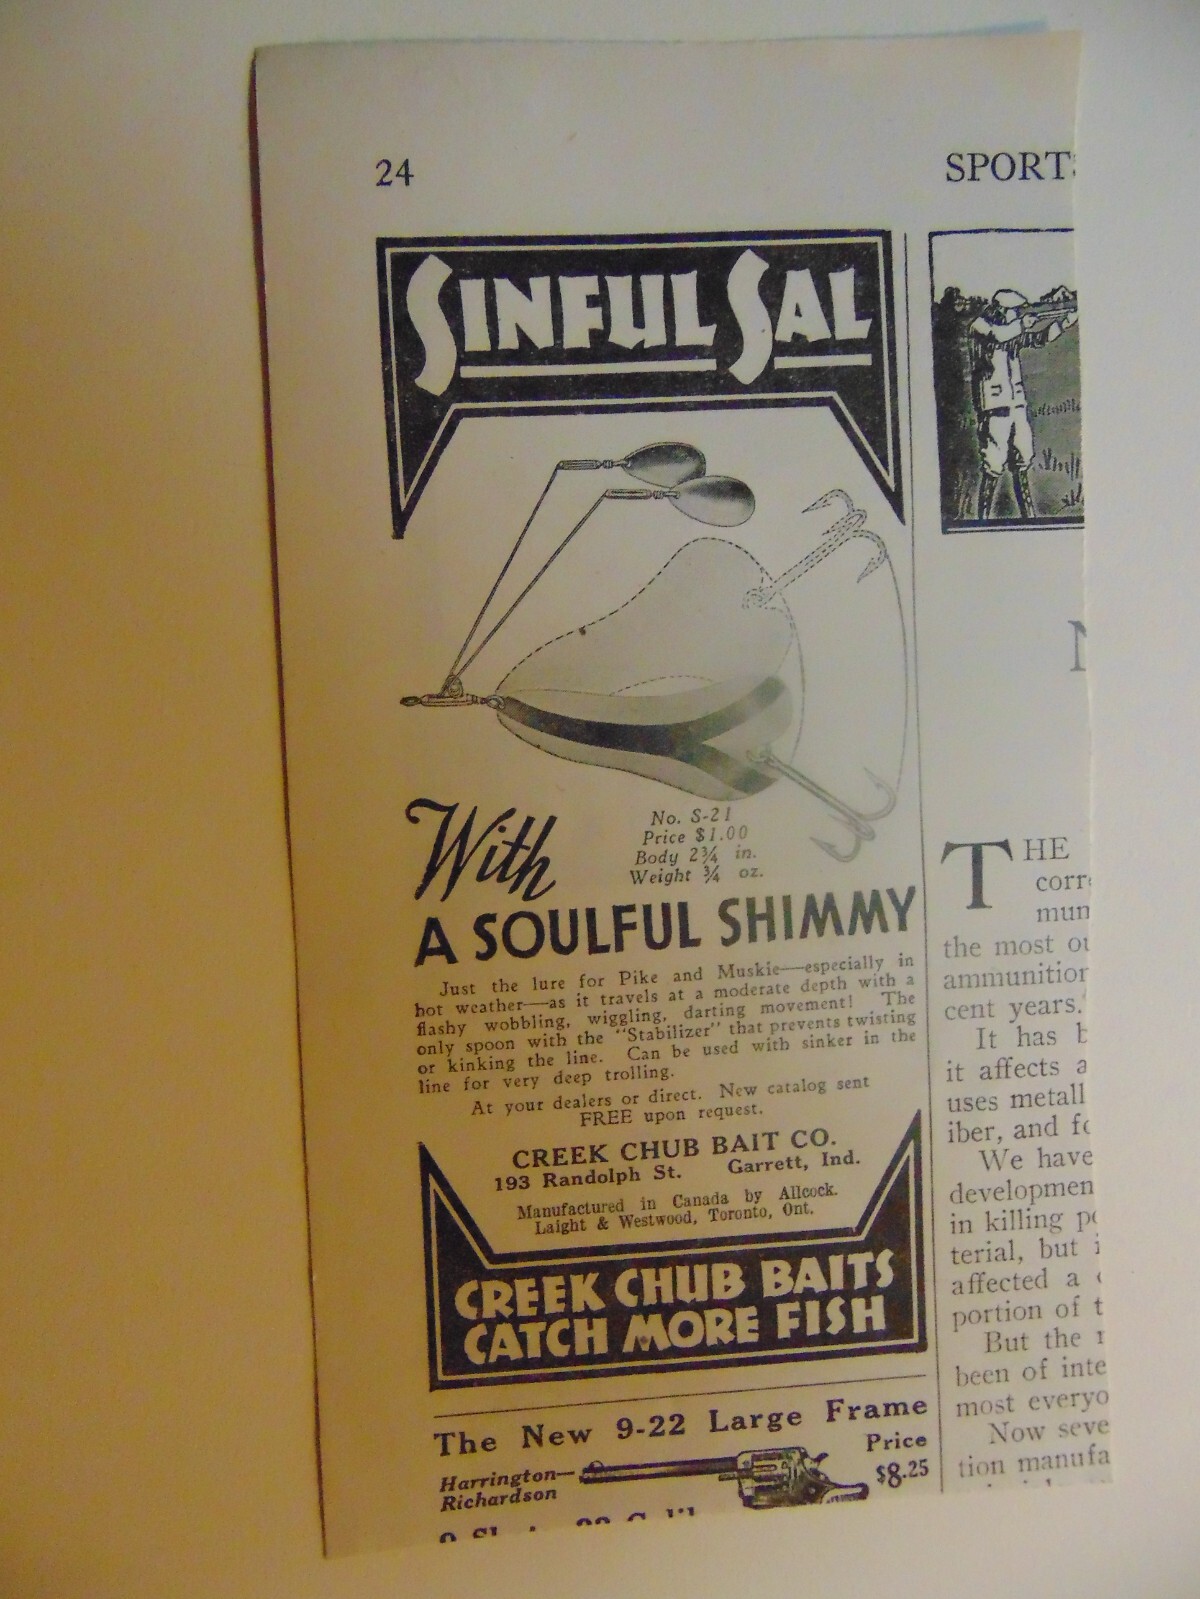 24
SPORTS
SINFUL SAL
No. S-21
Price $1.00
Body 2¾ in.
Weight ¾ oz.
With
A SOULFUL SHIMMY
Just the lure for Pike and Muskie—especially in
hot weather—as it travels at a moderate depth with a
flashy wobbling, wiggling, darting movement! The
only spoon with the "Stabilizer" that prevents twisting
or kinking the line. Can be used with sinker in the
line for very deep trolling.
At your dealers or direct. New catalog sent
FREE upon request.
CREEK CHUB BAIT CO.
193 Randolph St. Garrett, Ind.
Manufactured in Canada by Allcock.
Laight & Westwood, Toronto, Ont.
CREEK CHUB BAITS
CATCH MORE FISH
The New 9-22 Large Frame
Harrington—
Richardson
Price
$8.25
THE
corr
mun
the most ou
ammunition
cent years.
It has b
it affects a
uses metall
iber, and fo
We have
developmen
in killing po
terial, but i
affected a
portion of t
But the
been of inte
most everyo
Now seve
tion manufa